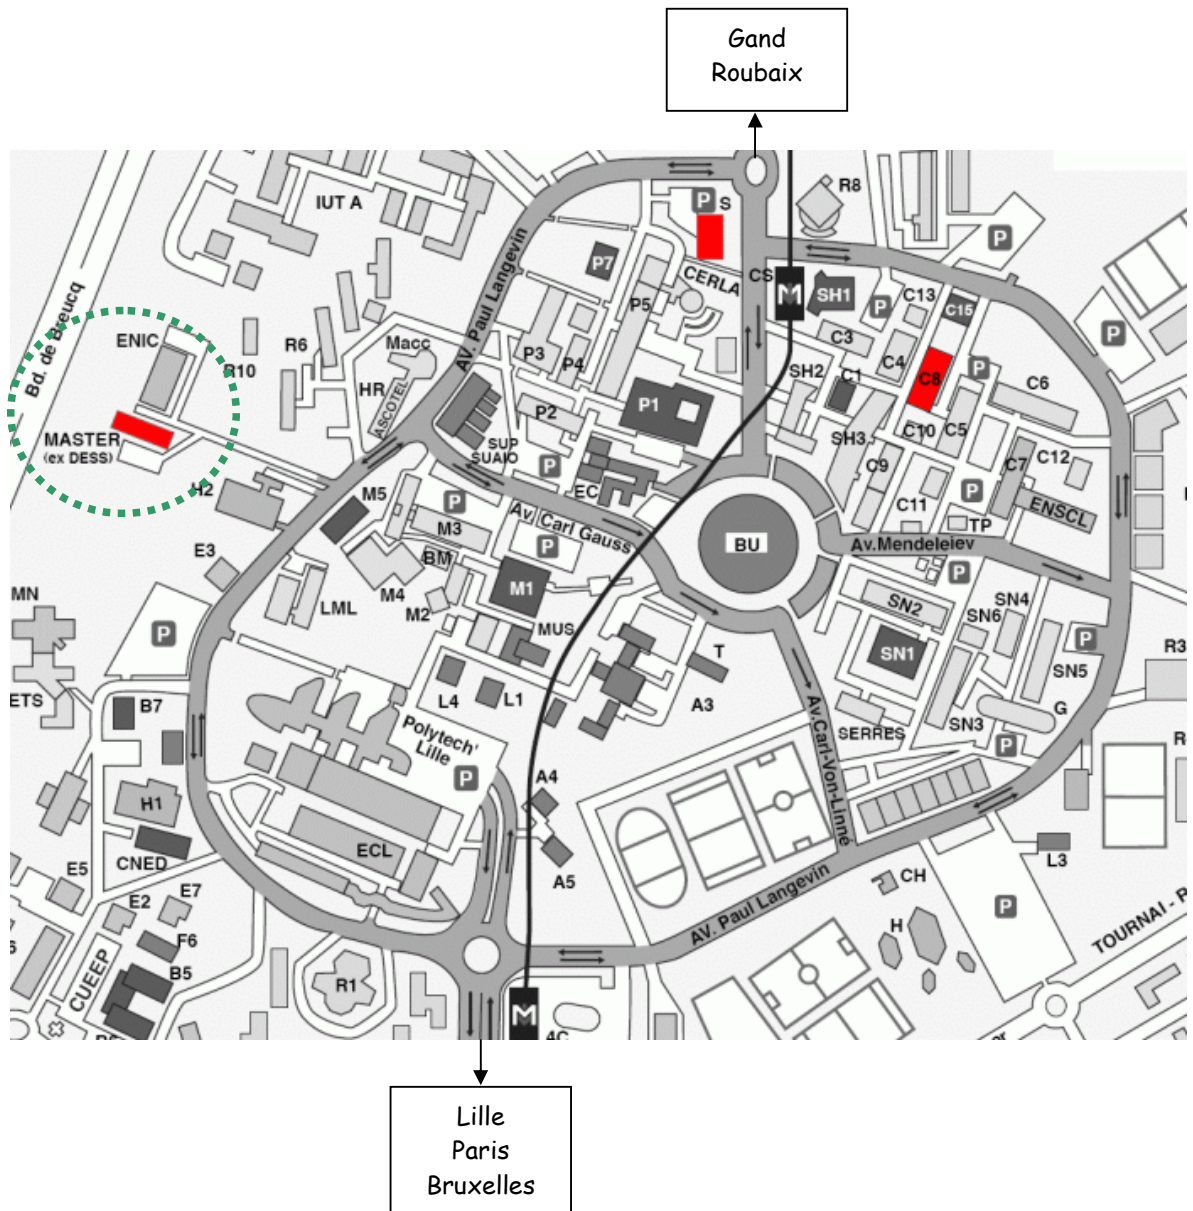 Gand
Roubaix
IUT A
AV. Paul Langevin
P
S
R8
P
Bd. de Breucq
P7
CERLA
CS
M
SH1
P
C13
C15
P
ENIC
R10
R6
Macc
P5
P3
P4
C3
C4
C8
P
C6
HR
ASCOTEL
SH2
C1
P1
P2
MASTER
(ex DESS)
SUP
SUAIO
P
SH3
C10
C5
C9
C7
C12
H2
M5
P
EC
C11
P
ENSCL
M3
Av. Carl Gauss
P
BU
TP
Av.Mendeleiev
E3
BM
M4
M1
P
MN
LML
M2
SN2
SN4
SN6
P
MUS
T
SN1
P
R3
ETS
B7
L4
L1
A3
SN5
G
SN3
SERRES
P
Polytech'
Lille
P
Av.Carl-Von-Linné
H1
A4
CNED
ECL
A5
L3
E5
E7
E2
CH
P
F6
AV. Paul Langevin
H
TOURNAI - P
CUEEP
B5
R1
M
4C
Lille
Paris
Bruxelles